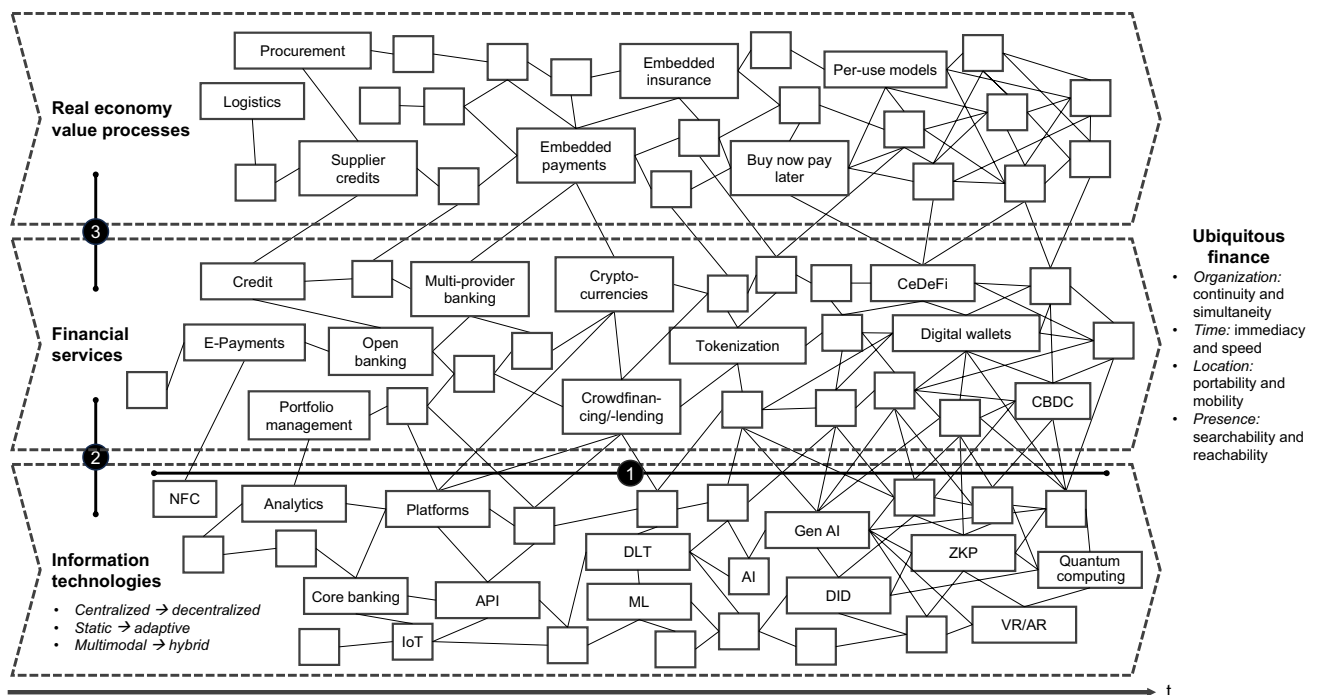 Real economy
value processes
Procurement
Embedded
insurance
Per-use models
Logistics
Supplier
credits
Embedded
payments
Buy now pay
later
3
Financial
services
Credit
Multi-provider
banking
Crypto-
currencies
CeDeFi
E-Payments
Open
banking
Tokenization
Digital wallets
Portfolio
management
Crowdfinan-
cing/-lending
CBDC
2
1
Information
technologies
• Centralized → decentralized
• Static → adaptive
• Multimodal → hybrid
NFC
Analytics
Platforms
Gen AI
DLT
ZKP
AI
Quantum
computing
Core banking
API
ML
DID
IoT
VR/AR
Ubiquitous
finance
• Organization:
continuity and
simultaneity
• Time: immediacy
and speed
• Location:
portability and
mobility
• Presence:
searchability and
reachability
t